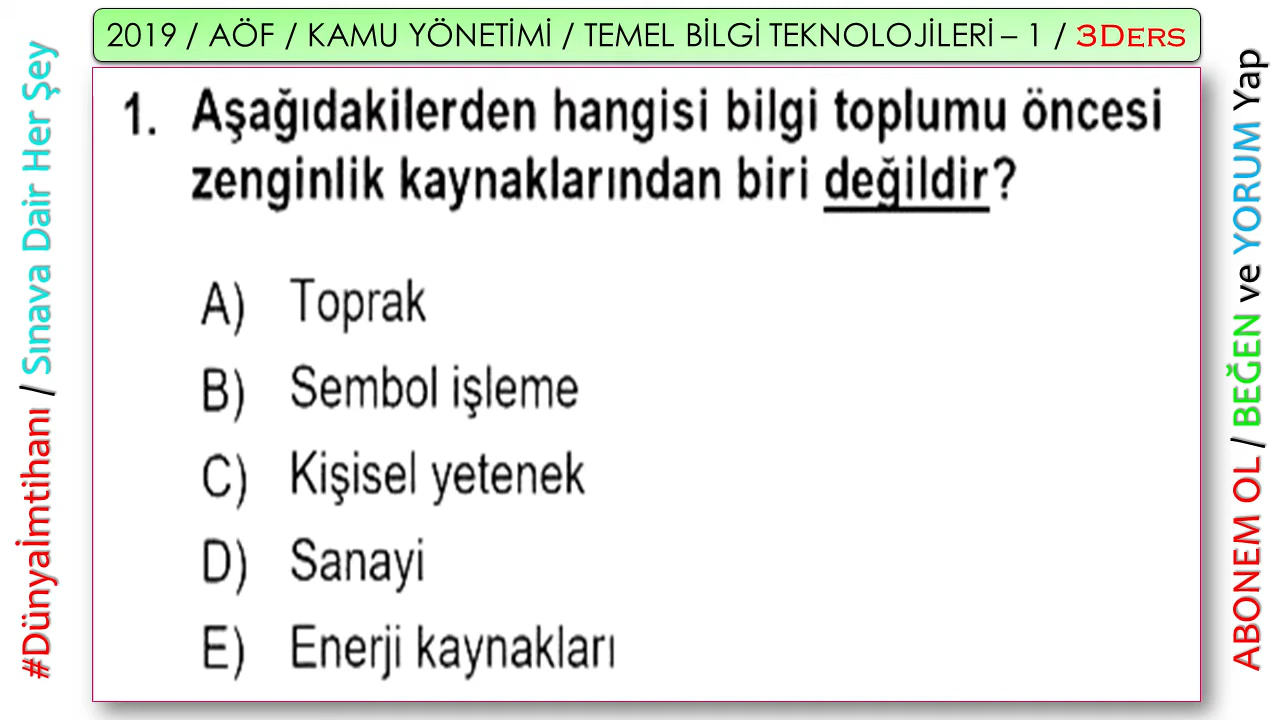 2019 / AÖF / KAMU YÖNETİMİ / TEMEL BİLGİ TEKNOLOJİLERİ – 1 / 3DERS
#Dünyaİmtihanı / Sınava Dair Her Şey
1. Aşağıdakilerden hangisi bilgi toplumu öncesi
zenginlik kaynaklarından biri değildir?
A) Toprak
B) Sembol işleme
C) Kişisel yetenek
D) Sanayi
E) Enerji kaynakları
ABONEM OL / BEĞEN ve YORUM Yap